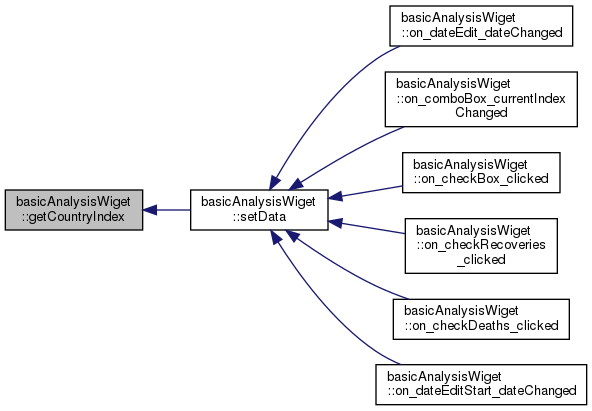 basicAnalysisWiget
::getCountryIndex
basicAnalysisWiget
::setData
basicAnalysisWiget
::on_dateEdit_dateChanged
basicAnalysisWiget
::on_comboBox_currentIndex
Changed
basicAnalysisWiget
::on_checkBox_clicked
basicAnalysisWiget
::on_checkRecoveries
_clicked
basicAnalysisWiget
::on_checkDeaths_clicked
basicAnalysisWiget
::on_dateEditStart_dateChanged